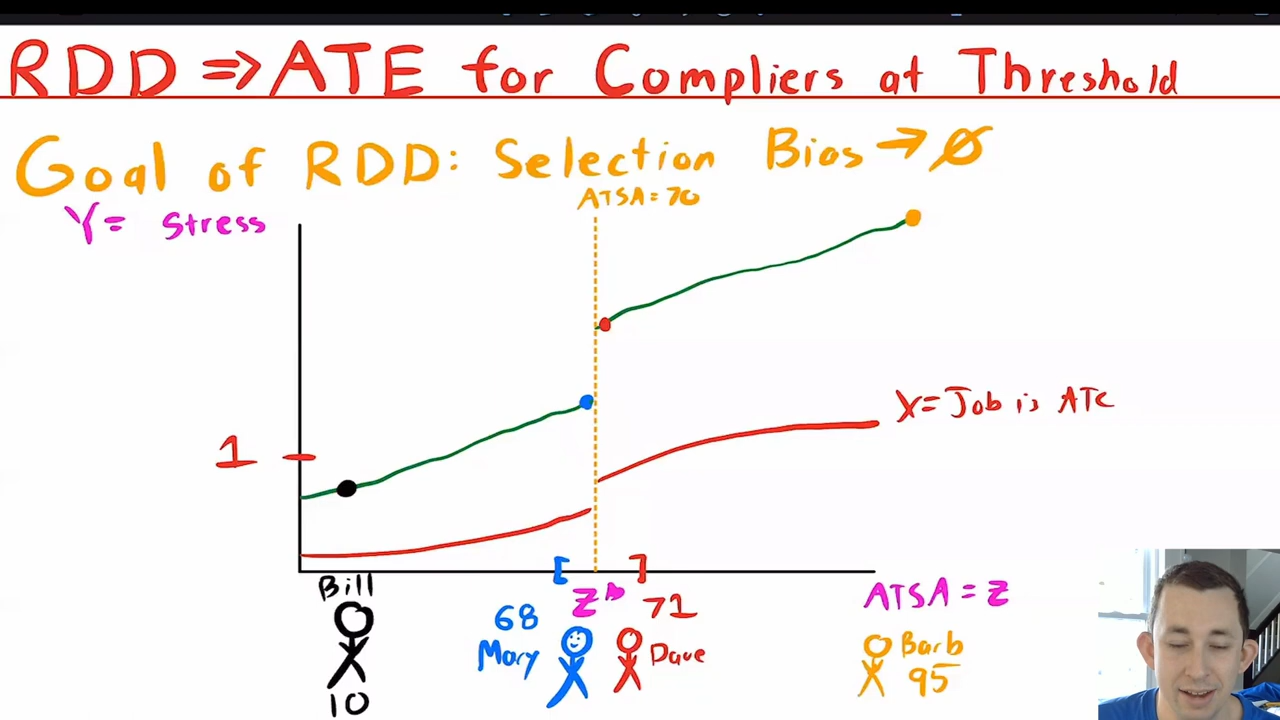 RDD => ATE for Compliers at Threshold
Goal of RDD: Selection Bias → Ø
ATSA = 70
Y = Stress
1
X = Job is ATC
Bill
10
68
Mary
Z*
71
Dave
ATSA = Z
Barb
95